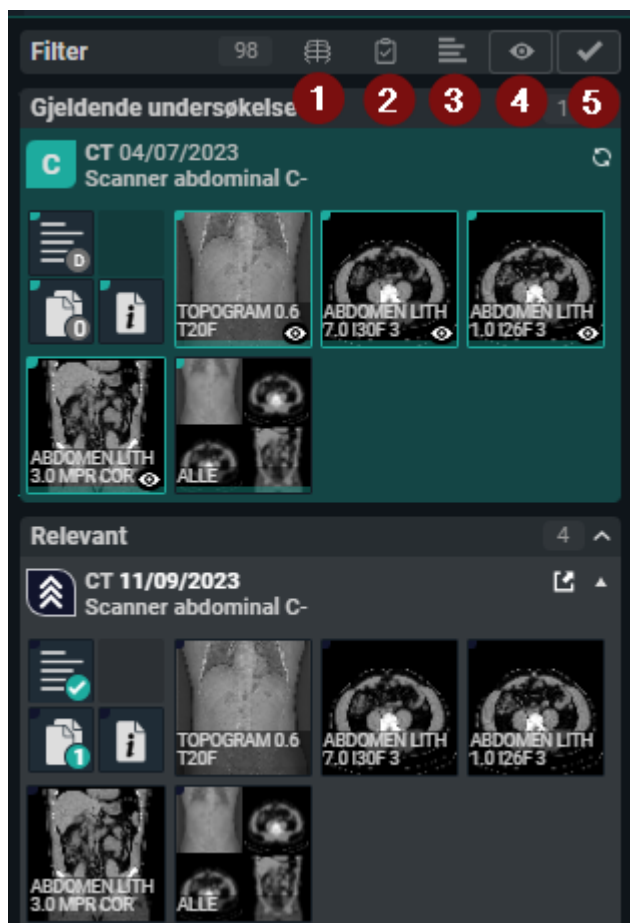 Filter 98
1 2 3 4 5
Gjeldende undersøkelse 1
C CT 04/07/2023
Scanner abdominal C-
D
0 i
TOPOGRAM 0.6
T20F
ABDOMEN LITH
7.0 I30F 3
ABDOMEN LITH
1.0 I26F 3
ABDOMEN LITH
3.0 MPR COR
ALLE
Relevant 4
CT 11/09/2023
Scanner abdominal C-
1 i
TOPOGRAM 0.6
T20F
ABDOMEN LITH
7.0 I30F 3
ABDOMEN LITH
1.0 I26F 3
ABDOMEN LITH
3.0 MPR COR
ALLE